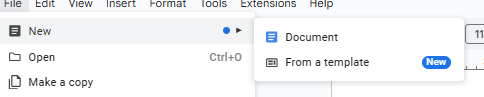 File Edit View Insert Format Tools Extensions Help
New
Document
11
Open Ctrl+O
From a template New
Make a copy